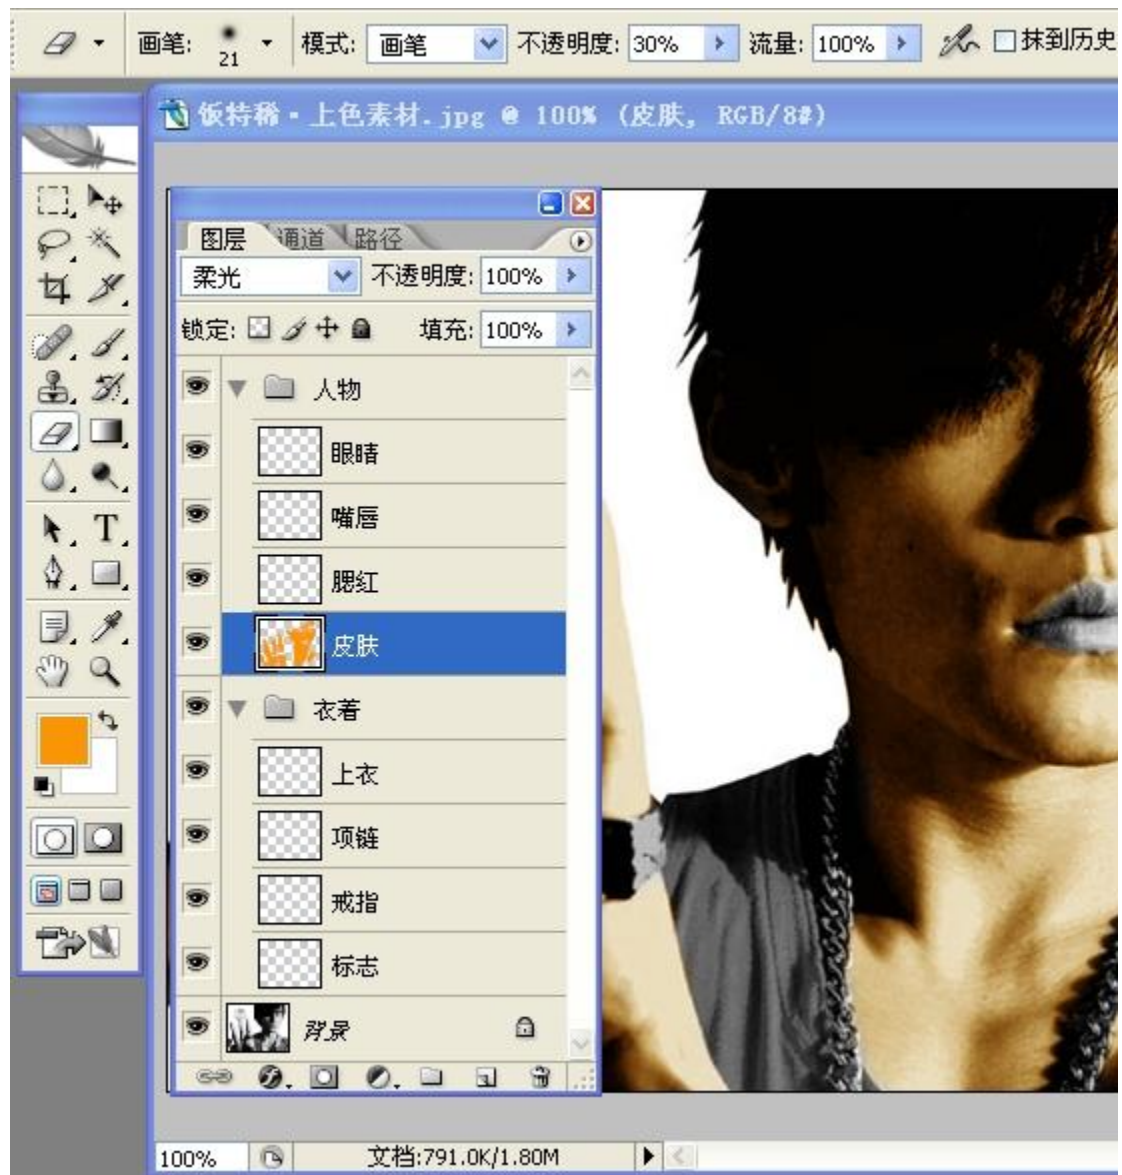 画笔: 21 模式: 画笔 不透明度: 30% 流量: 100% 抹到历史
饭特稀·上色素材.jpg @ 100% (皮肤, RGB/8#)
图层 通道 路径
柔光 不透明度: 100%
锁定: 填充: 100%
人物
眼睛
嘴唇
腮红
皮肤
衣着
上衣
项链
戒指
标志
背景
T
100% 文档:791.0K/1.80M